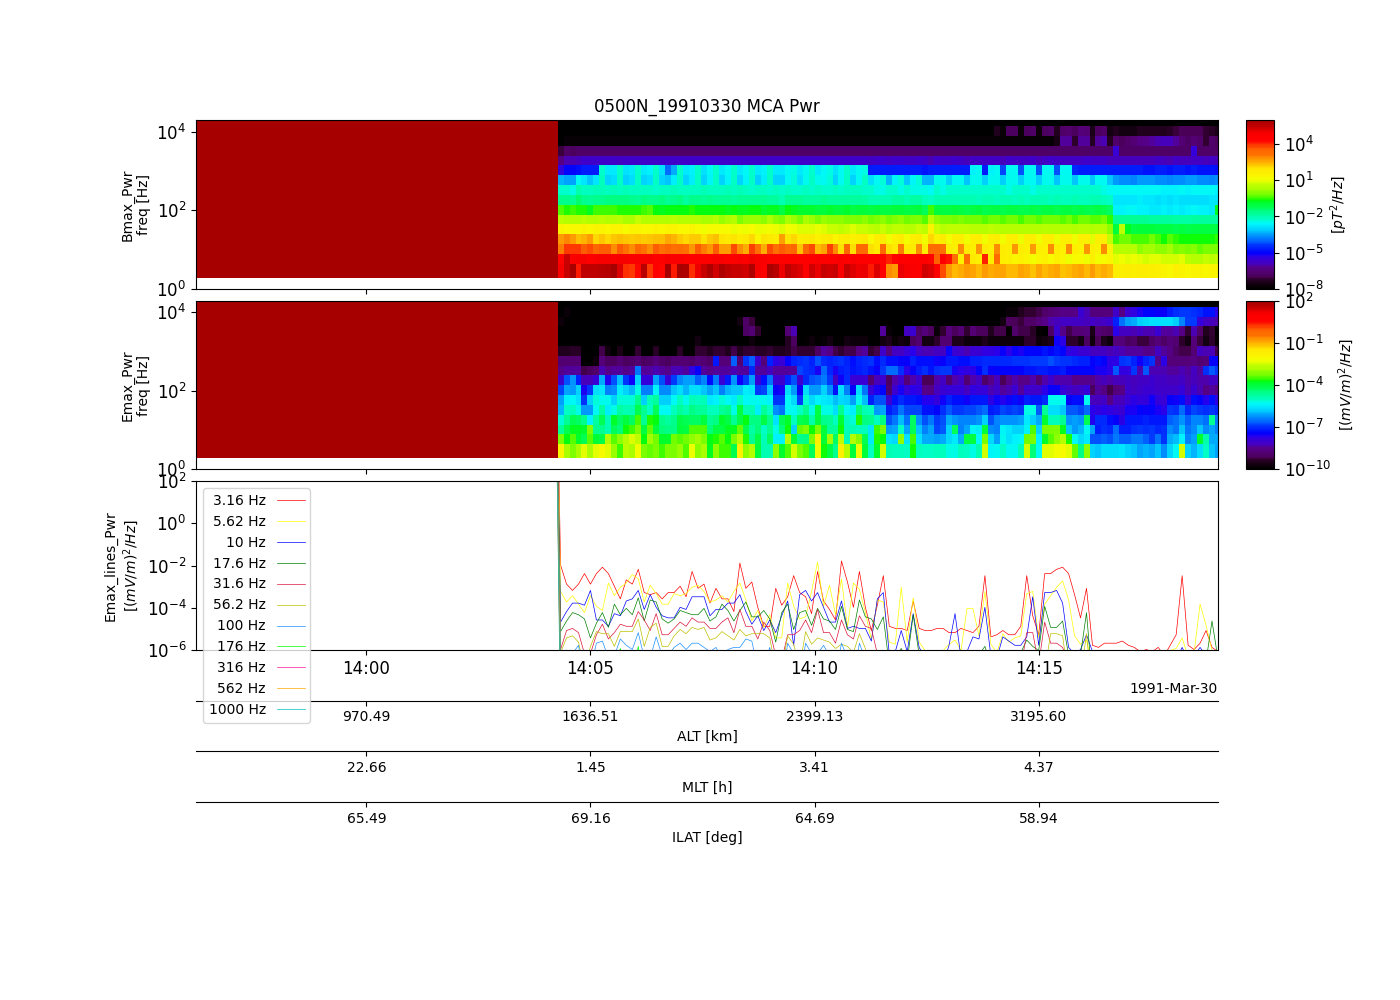 0500N_19910330 MCA Pwr
Bmax_Pwr
freq [Hz]
10^4
10^2
10^0
10^4
10^1
10^-2
10^-5
10^-8
[pT^2/Hz]
Emax_Pwr
freq [Hz]
10^4
10^2
10^0
10^2
10^-1
10^-4
10^-7
10^-10
[(mV/m)^2/Hz]
Emax_lines_Pwr
[(mV/m)^2/Hz]
10^2
10^0
10^-2
10^-4
10^-6
3.16 Hz
5.62 Hz
10 Hz
17.6 Hz
31.6 Hz
56.2 Hz
100 Hz
176 Hz
316 Hz
562 Hz
1000 Hz
14:00 14:05 14:10 14:15
1991-Mar-30
970.49 1636.51 2399.13 3195.60
ALT [km]
22.66 1.45 3.41 4.37
MLT [h]
65.49 69.16 64.69 58.94
ILAT [deg]